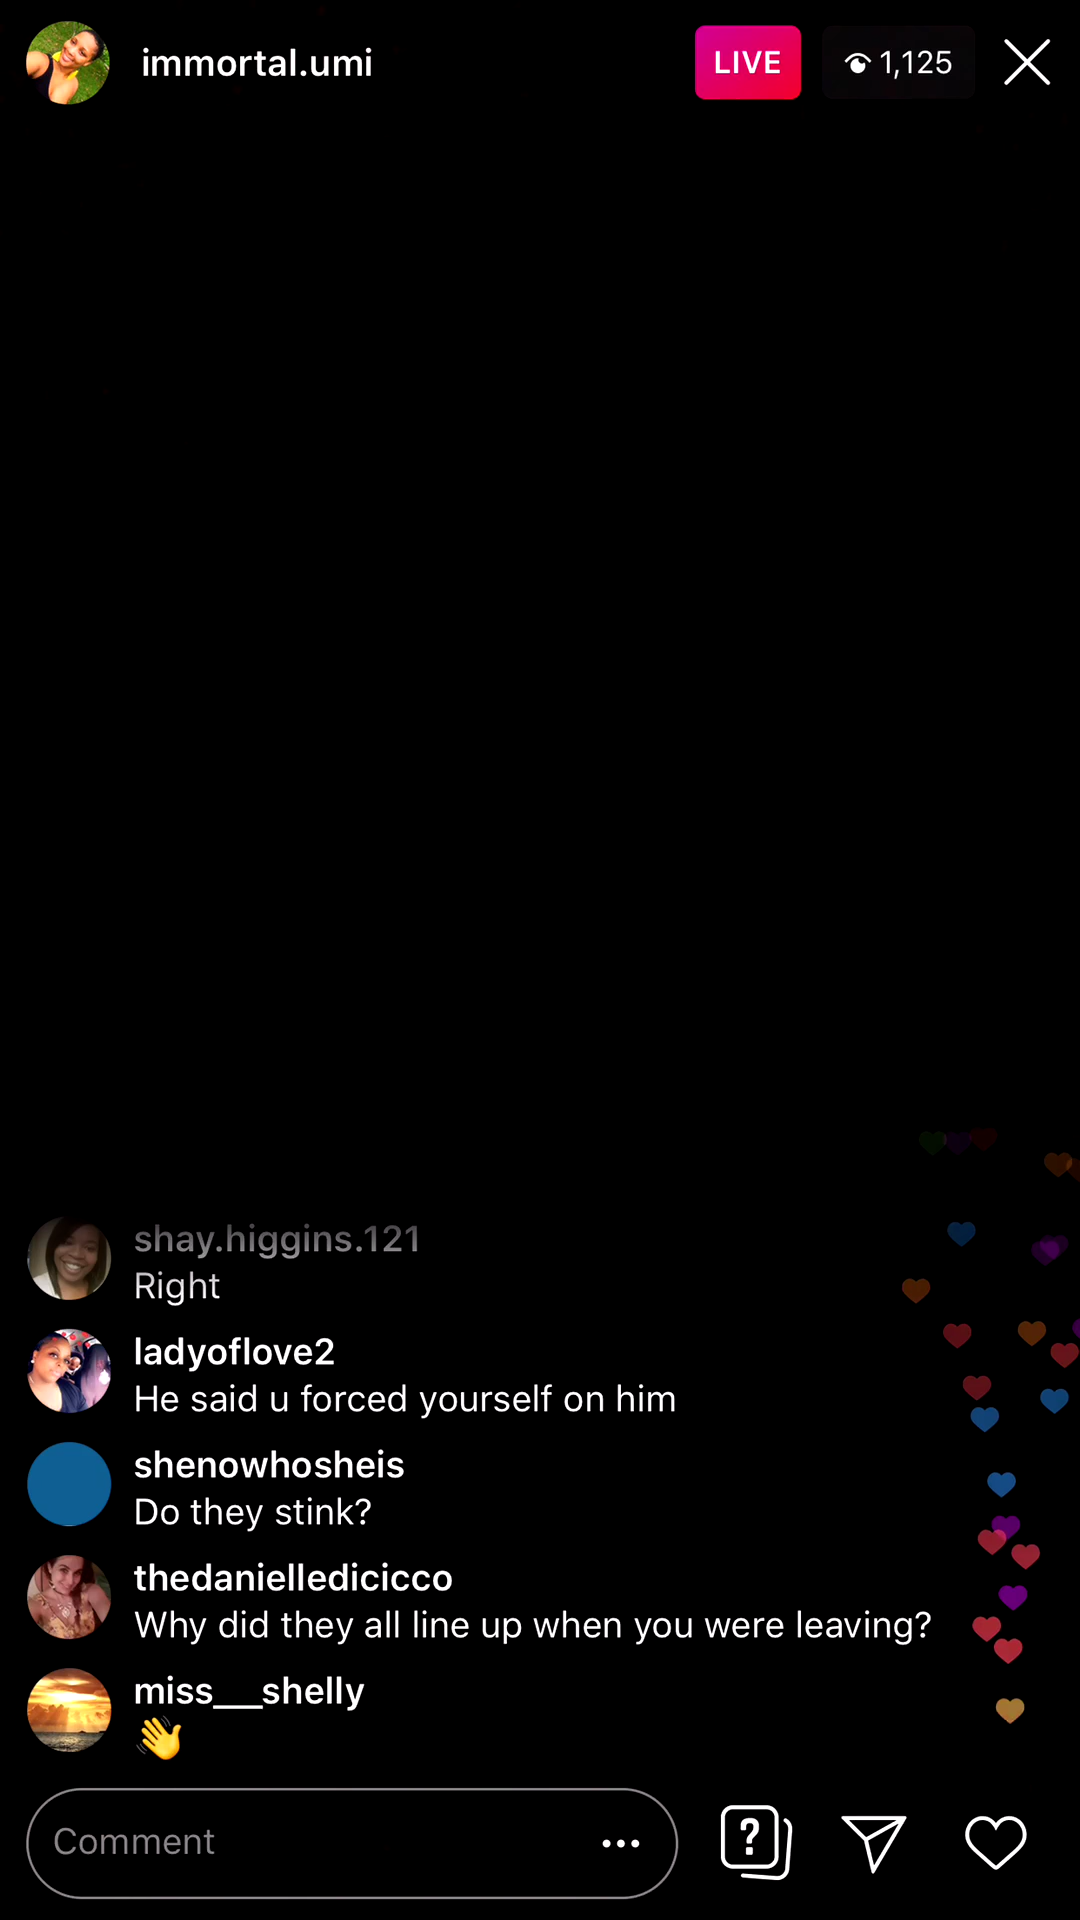 immortal.umi
LIVE
1,125
shay.higgins.121
Right
ladyoflove2
He said u forced yourself on him
shenowhosheis
Do they stink?
thedanielledicicco
Why did they all line up when you were leaving?
miss___shelly
👋
Comment
?